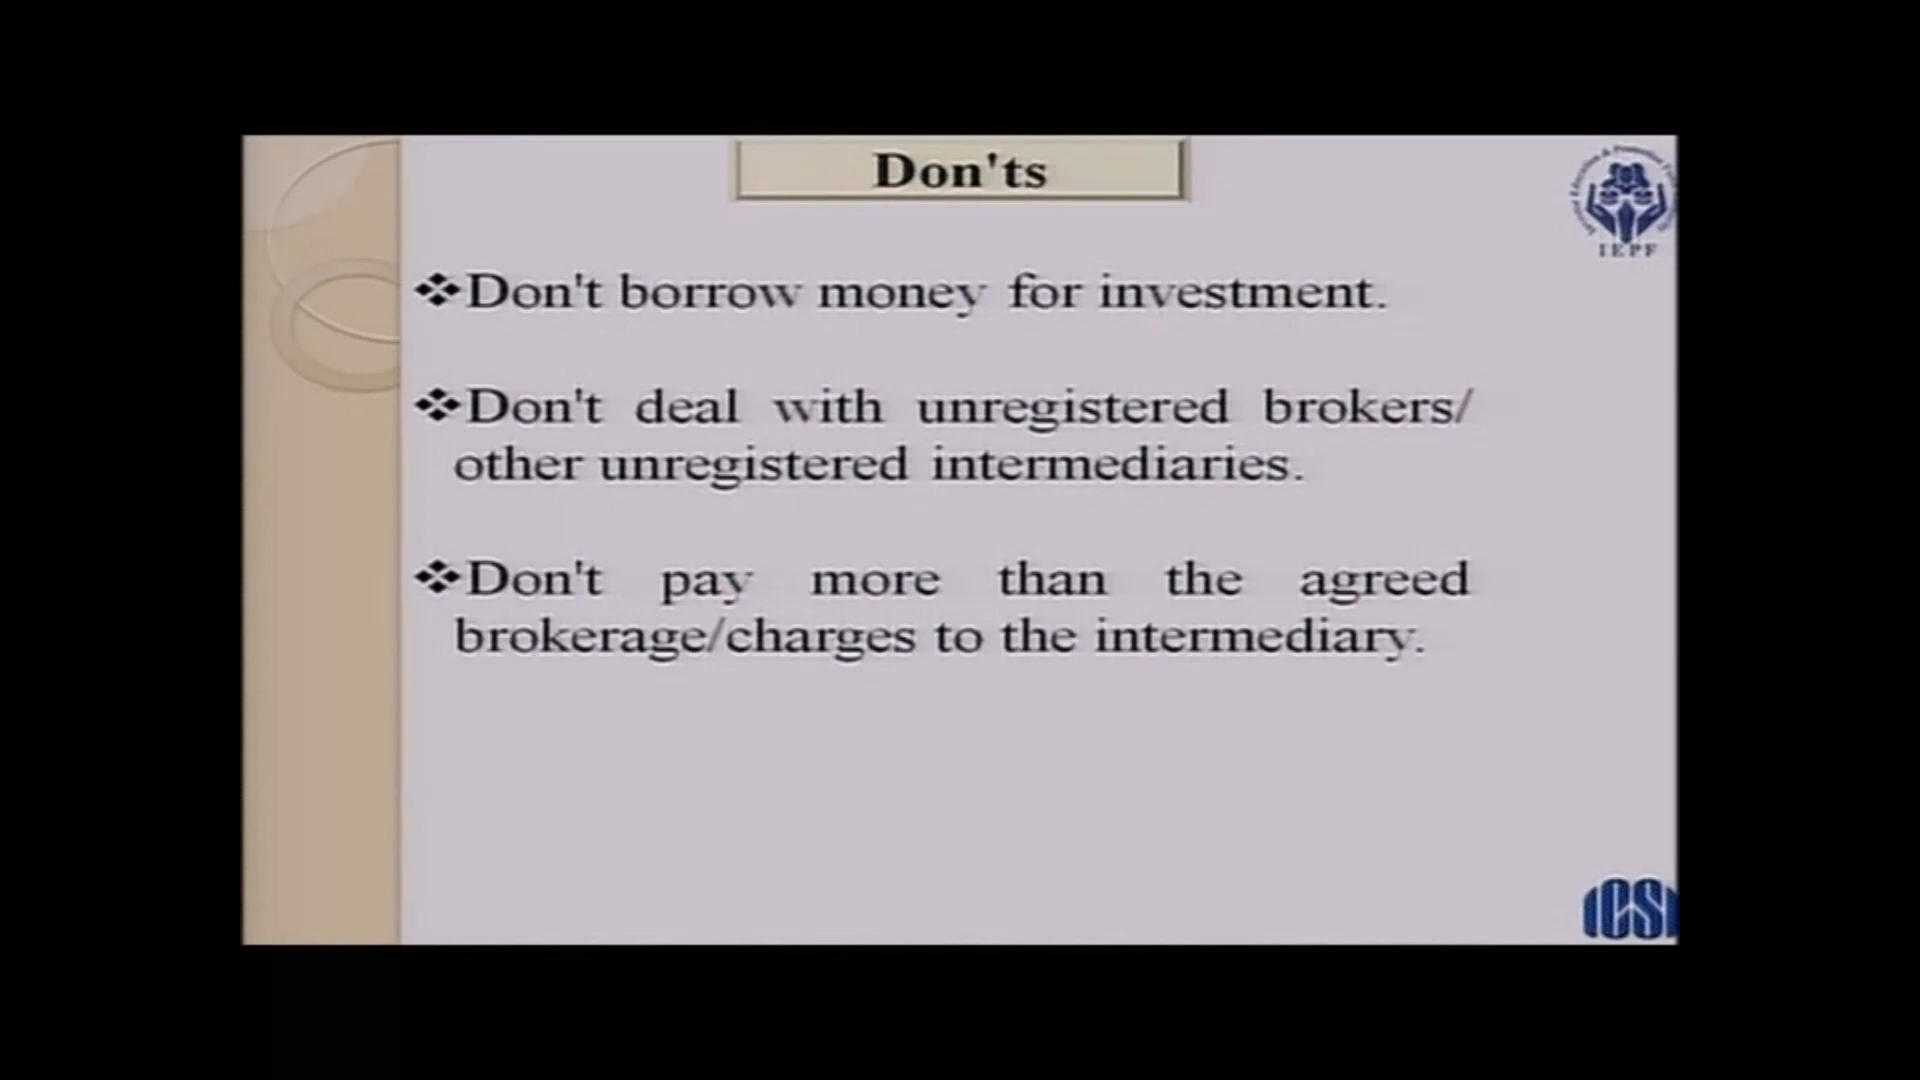 Don'ts
IEPF
❖Don't borrow money for investment.
❖Don't deal with unregistered brokers/
other unregistered intermediaries.
❖Don't pay more than the agreed
brokerage/charges to the intermediary.
ICSI